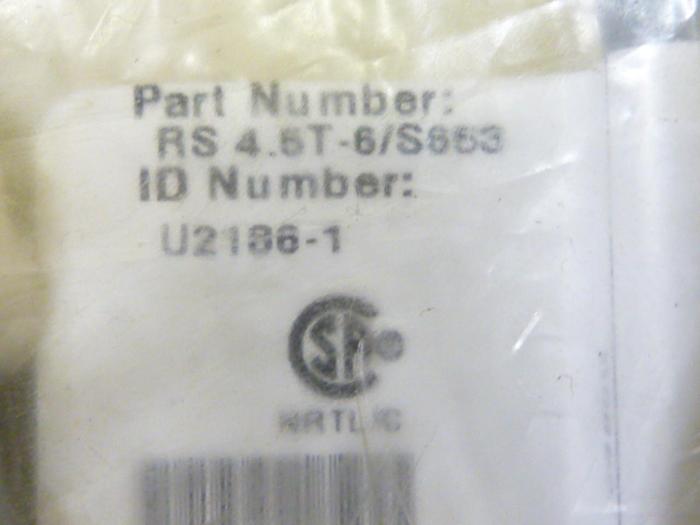 Part Number:
RS 4.5T-6/S653
ID Number:
U2186-1
NRTL/C